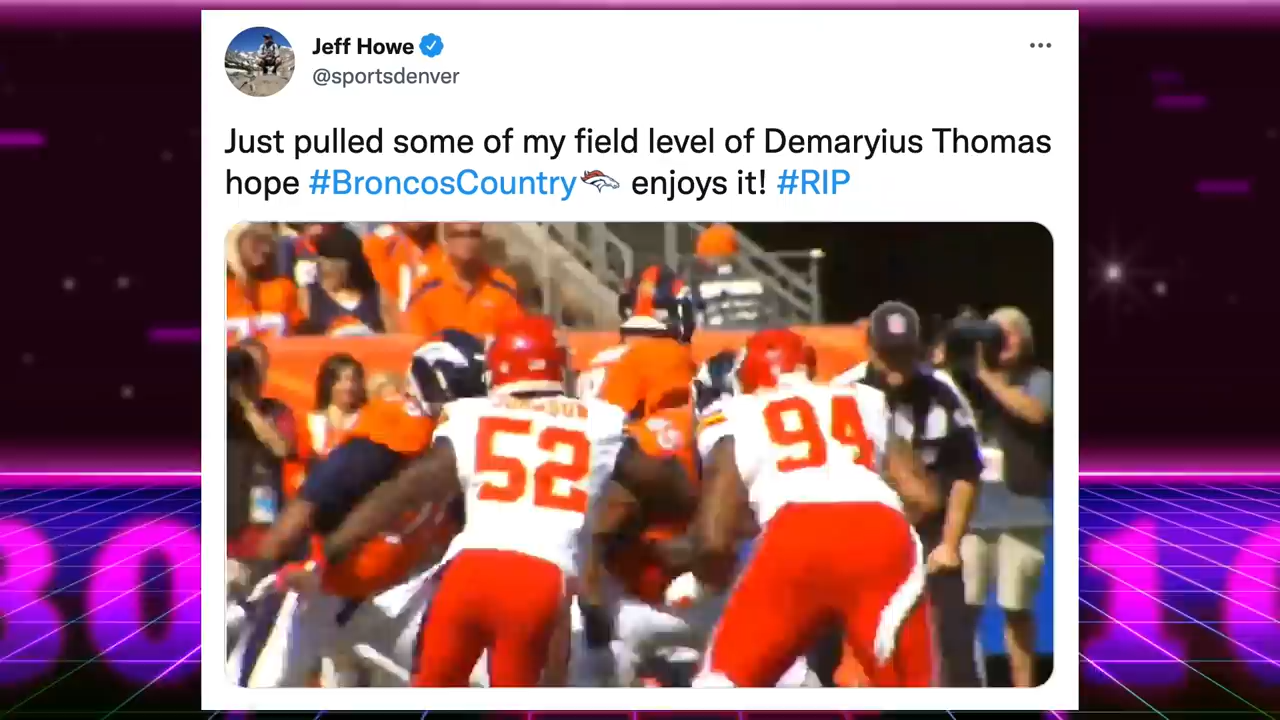 Jeff Howe
@sportsdenver
Just pulled some of my field level of Demaryius Thomas
hope #BroncosCountry enjoys it! #RIP
52
94